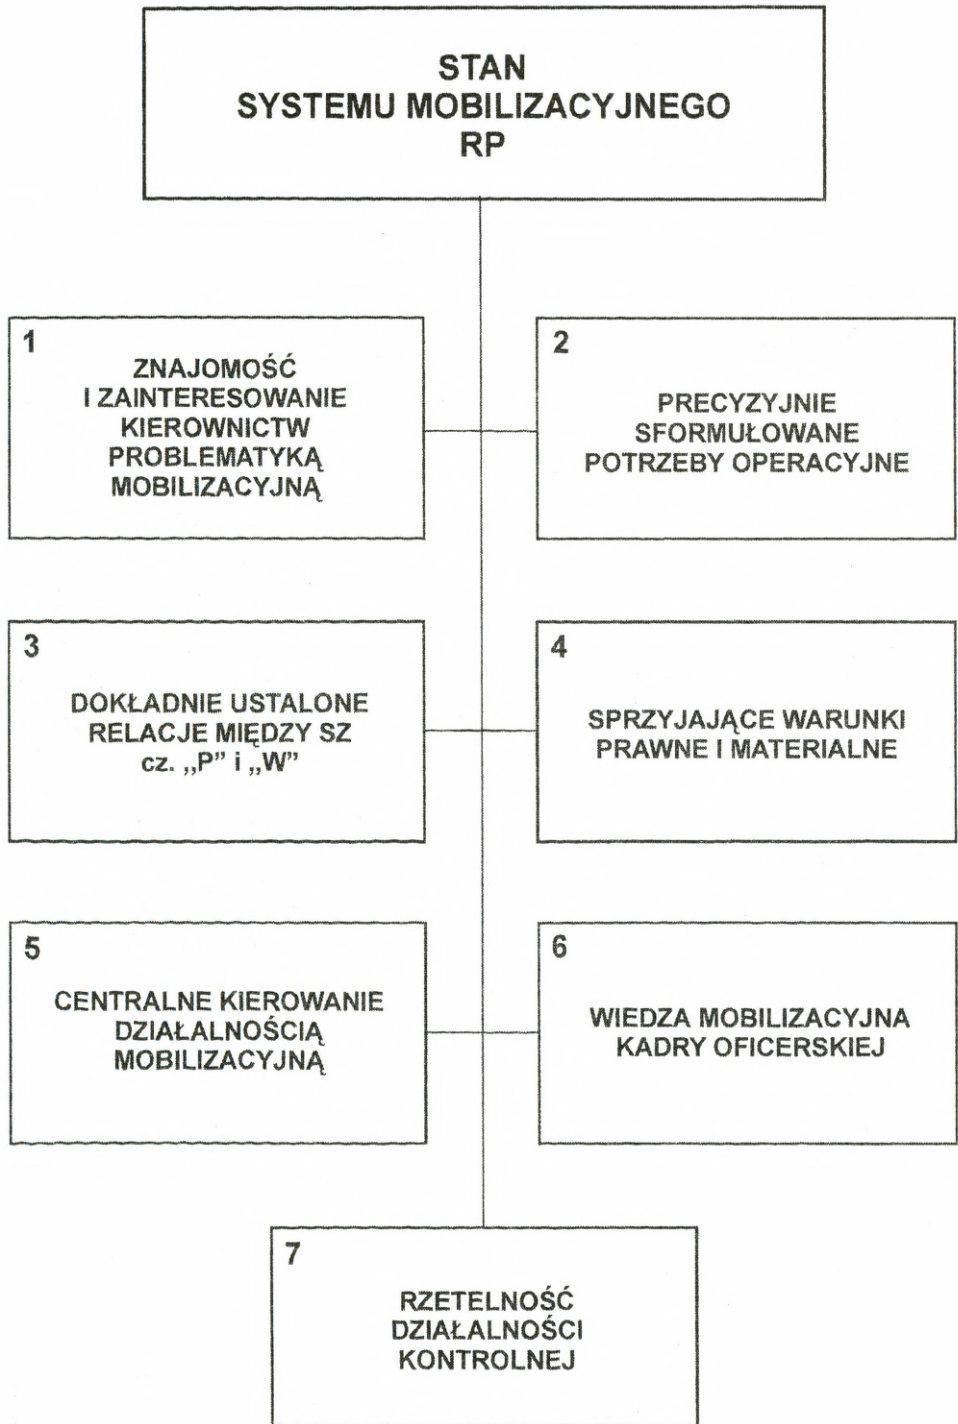 STAN
SYSTEMU MOBILIZACYJNEGO
RP
1
ZNAJOMOŚĆ
I ZAINTERESOWANIE
KIEROWNICTW
PROBLEMATYKĄ
MOBILIZACYJNĄ
2
PRECYZYJNIE
SFORMUŁOWANE
POTRZEBY OPERACYJNE
3
DOKŁADNIE USTALONE
RELACJE MIĘDZY SZ
cz. „P” i „W”
4
SPRZYJAJĄCE WARUNKI
PRAWNE I MATERIALNE
5
CENTRALNE KIEROWANIE
DZIAŁALNOŚCIĄ
MOBILIZACYJNĄ
6
WIEDZA MOBILIZACYJNA
KADRY OFICERSKIEJ
7
RZETELNOŚĆ
DZIAŁALNOŚCI
KONTROLNEJ